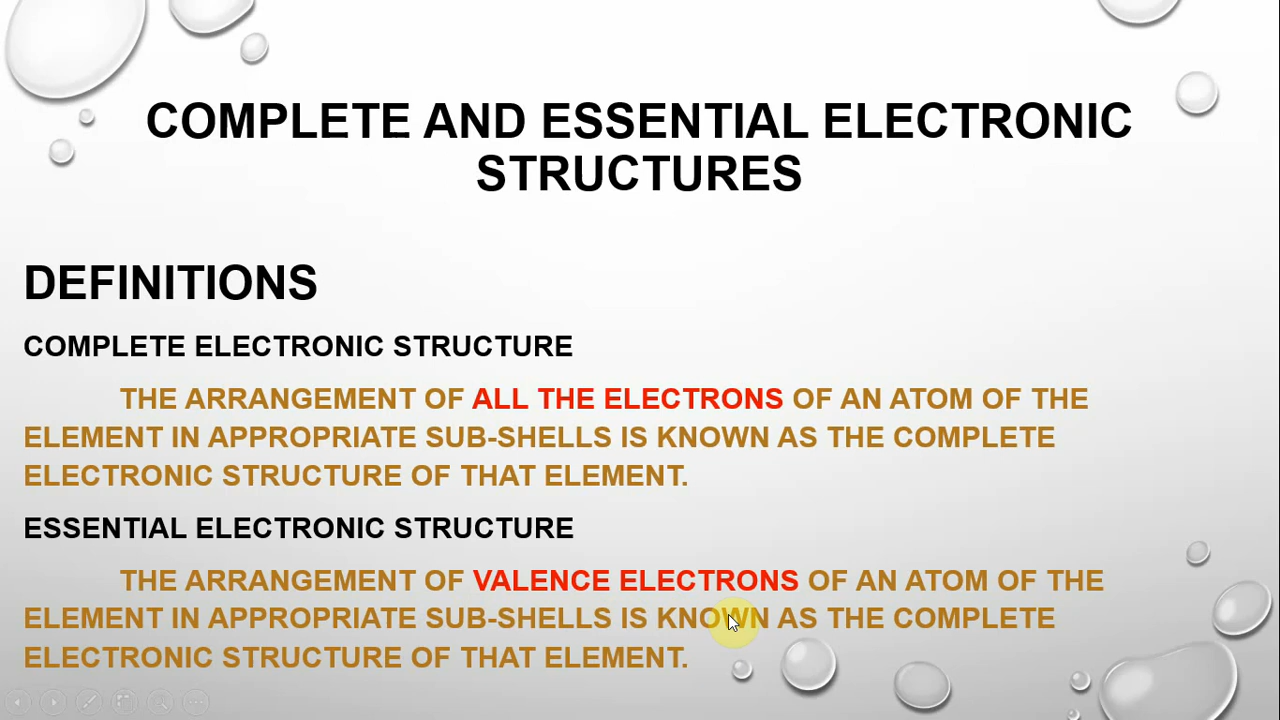 COMPLETE AND ESSENTIAL ELECTRONIC
STRUCTURES
DEFINITIONS
COMPLETE ELECTRONIC STRUCTURE
THE ARRANGEMENT OF ALL THE ELECTRONS OF AN ATOM OF THE
ELEMENT IN APPROPRIATE SUB-SHELLS IS KNOWN AS THE COMPLETE
ELECTRONIC STRUCTURE OF THAT ELEMENT.
ESSENTIAL ELECTRONIC STRUCTURE
THE ARRANGEMENT OF VALENCE ELECTRONS OF AN ATOM OF THE
ELEMENT IN APPROPRIATE SUB-SHELLS IS KNOWN AS THE COMPLETE
ELECTRONIC STRUCTURE OF THAT ELEMENT.